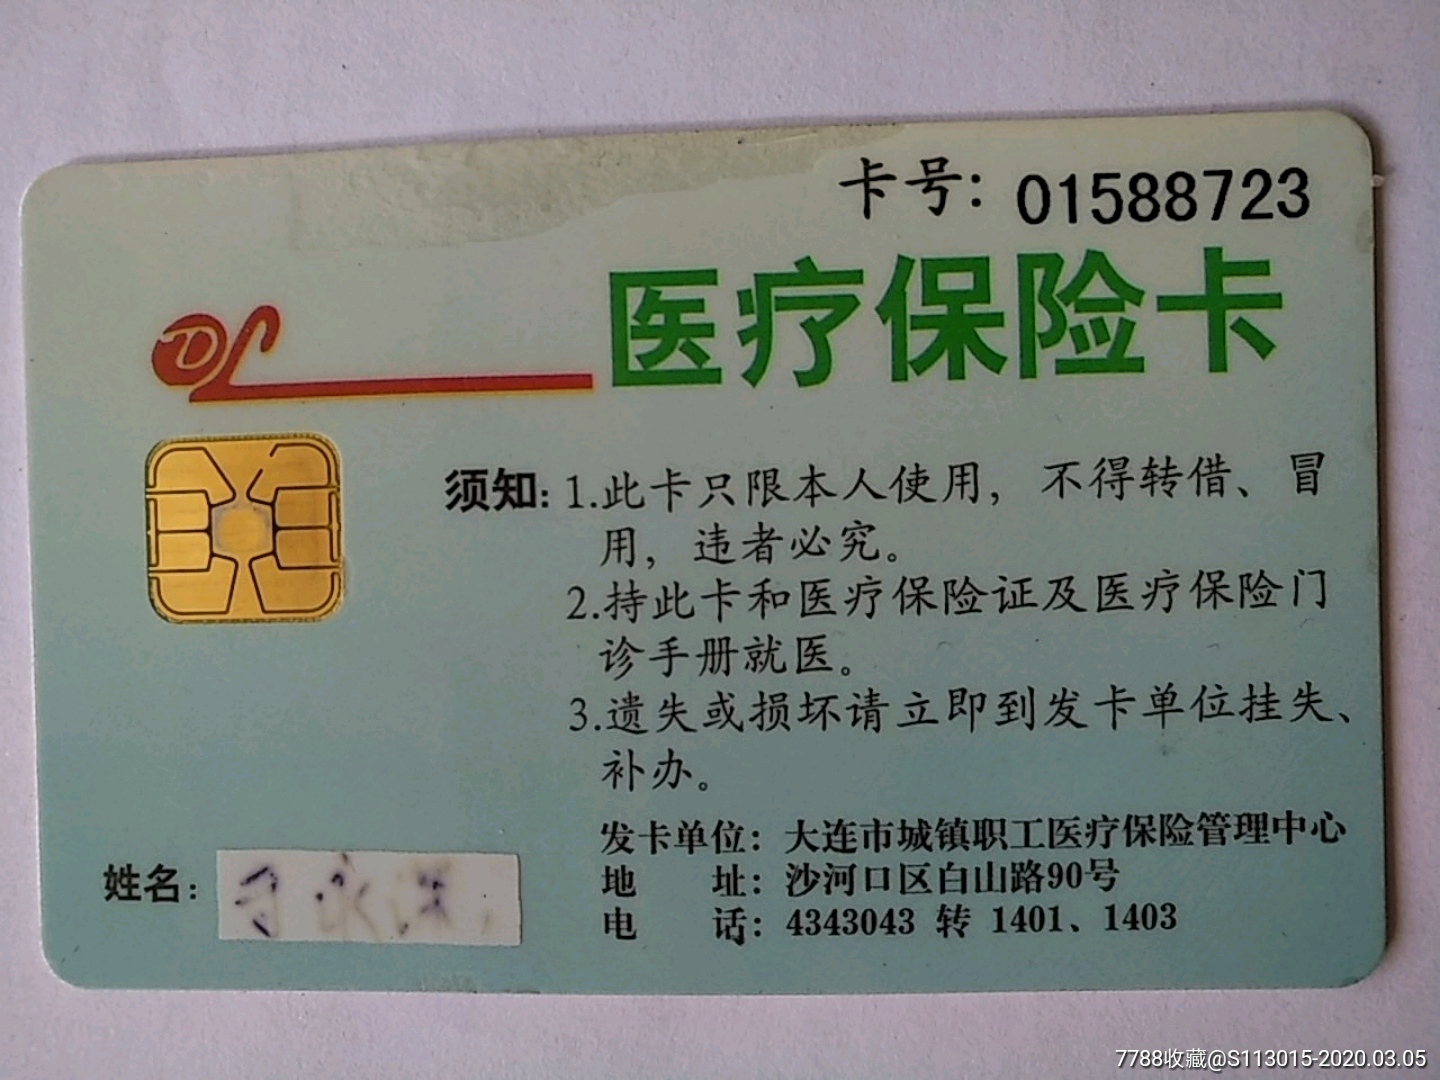 卡号：01588723
DL
医疗保险卡
须知：1.此卡只限本人使用，不得转借、冒
用，违者必究。
2.持此卡和医疗保险证及医疗保险门
诊手册就医。
3.遗失或损坏请立即到发卡单位挂失、
补办。
发卡单位：大连市城镇职工医疗保险管理中心
地 址：沙河口区白山路90号
电 话：4343043 转 1401、1403
姓名：
7788收藏@S113015-2020.03.05